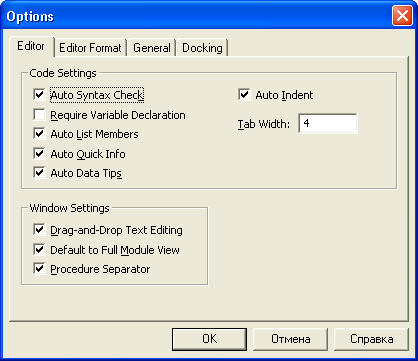 Options
Editor Editor Format General Docking
Code Settings
Auto Syntax Check Auto Indent
Require Variable Declaration Tab Width: 4
Auto List Members
Auto Quick Info
Auto Data Tips
Window Settings
Drag-and-Drop Text Editing
Default to Full Module View
Procedure Separator
OK Отмена Справка